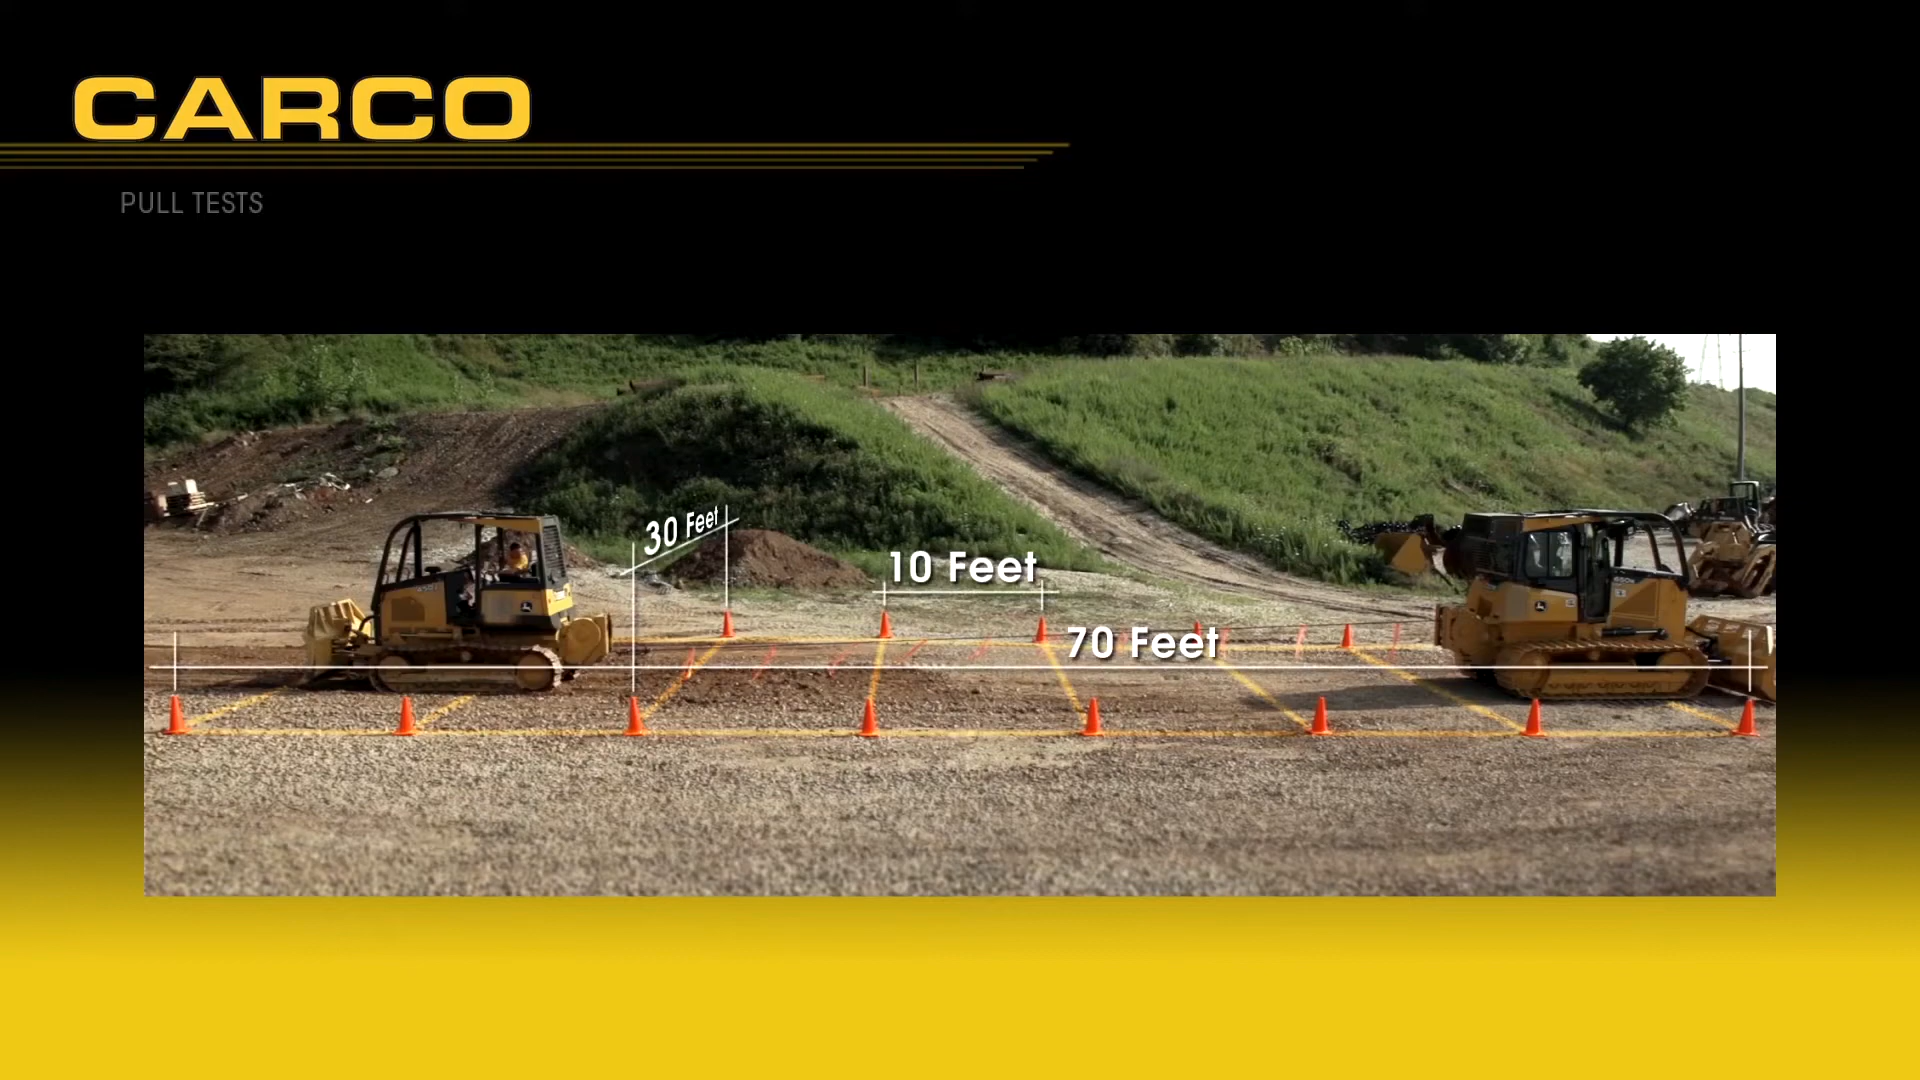 CARCO
PULL TESTS
30 Feet
10 Feet
70 Feet